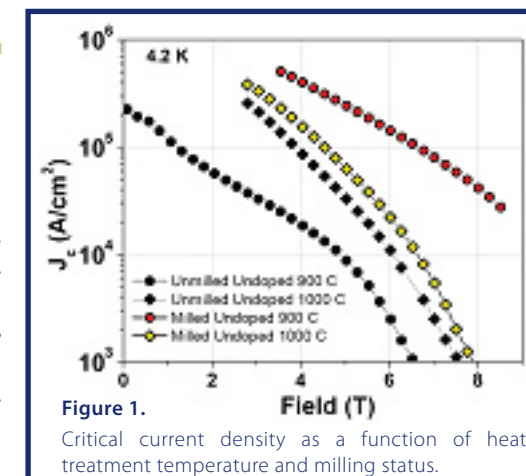 10⁶
4.2 K
10⁵
10⁴
10³
J_c (A/cm²)
Unmilled Undoped 900 C
Unmilled Undoped 1000 C
Milled Undoped 900 C
Milled Undoped 1000 C
0 2 4 6 8
Field (T)
Figure 1.
Critical current density as a function of heat
treatment temperature and milling status.